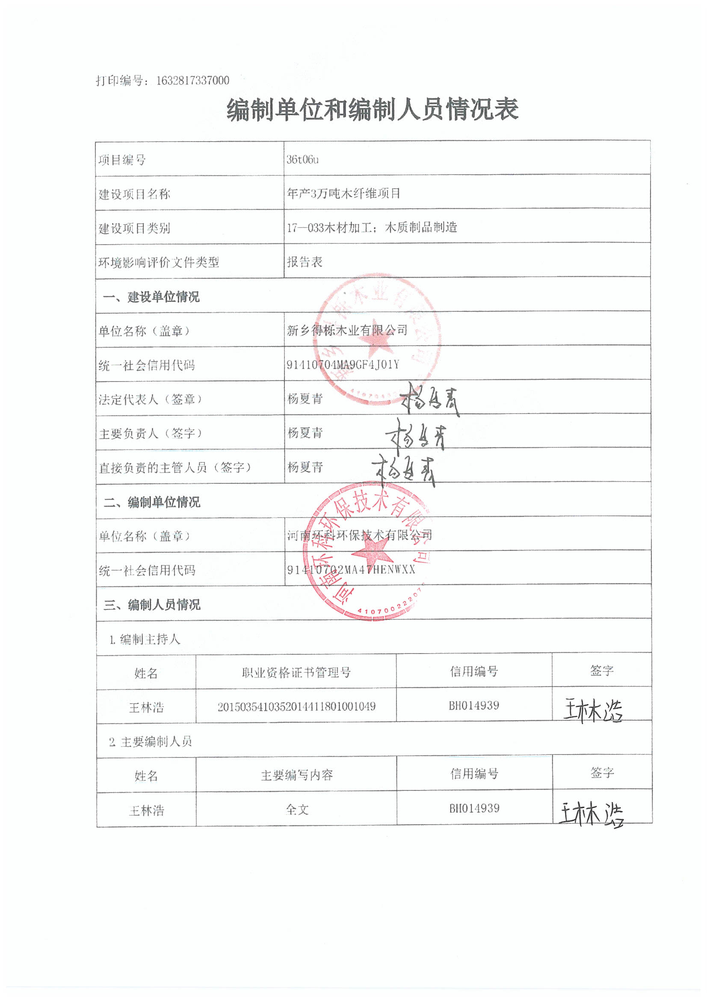 打印编号：1632817337000
编制单位和编制人员情况表
项目编号 36t06u
建设项目名称 年产3万吨木纤维项目
建设项目类别 17—033木材加工；木质制品制造
环境影响评价文件类型 报告表
一、建设单位情况
单位名称（盖章） 新乡得栎木业有限公司
统一社会信用代码 91410704MA9GF4J01Y
法定代表人（签章） 杨夏青 杨夏青
主要负责人（签字） 杨夏青 杨夏青
直接负责的主管人员（签字） 杨夏青 杨夏青
二、编制单位情况
单位名称（盖章） 河南环科环保技术有限公司
统一社会信用代码 91410702MA47HENWXX
河南环科环保技术有限公司
三、编制人员情况
1.编制主持人
姓名 职业资格证书管理号 信用编号 签字
王林浩 2015035410352014411801001049 BH014939 王林浩
2.主要编制人员
姓名 主要编写内容 信用编号 签字
王林浩 全文 BH014939 王林浩